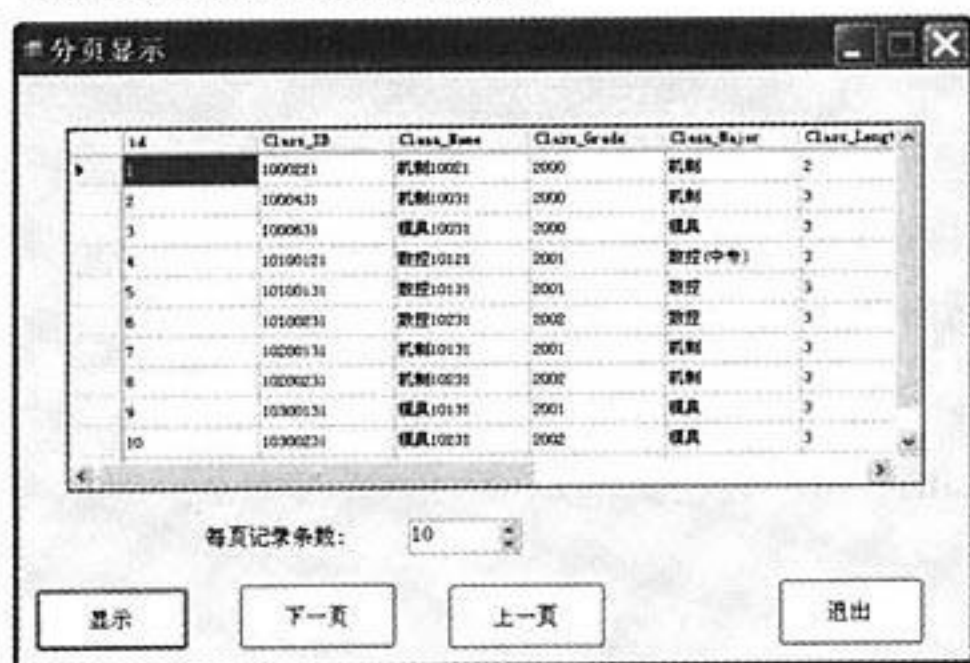 分页显示
id Class_ID Class_Name Class_Grade Class_Major Class_Lengt
1 1000221 机制10021 2000 机制 2
2 1000431 机制10031 2000 机制 3
3 1000631 模具10031 2000 模具 3
4 10100121 数控10121 2001 数控(中专) 3
5 10100131 数控10131 2001 数控 3
6 10100231 数控10231 2002 数控 3
7 10200131 机制10131 2001 机制 3
8 10200231 机制10231 2002 机制 3
9 10300131 模具10131 2001 模具 3
10 10300231 模具10231 2002 模具 3
每页记录条数: 10
显示 下一页 上一页 退出